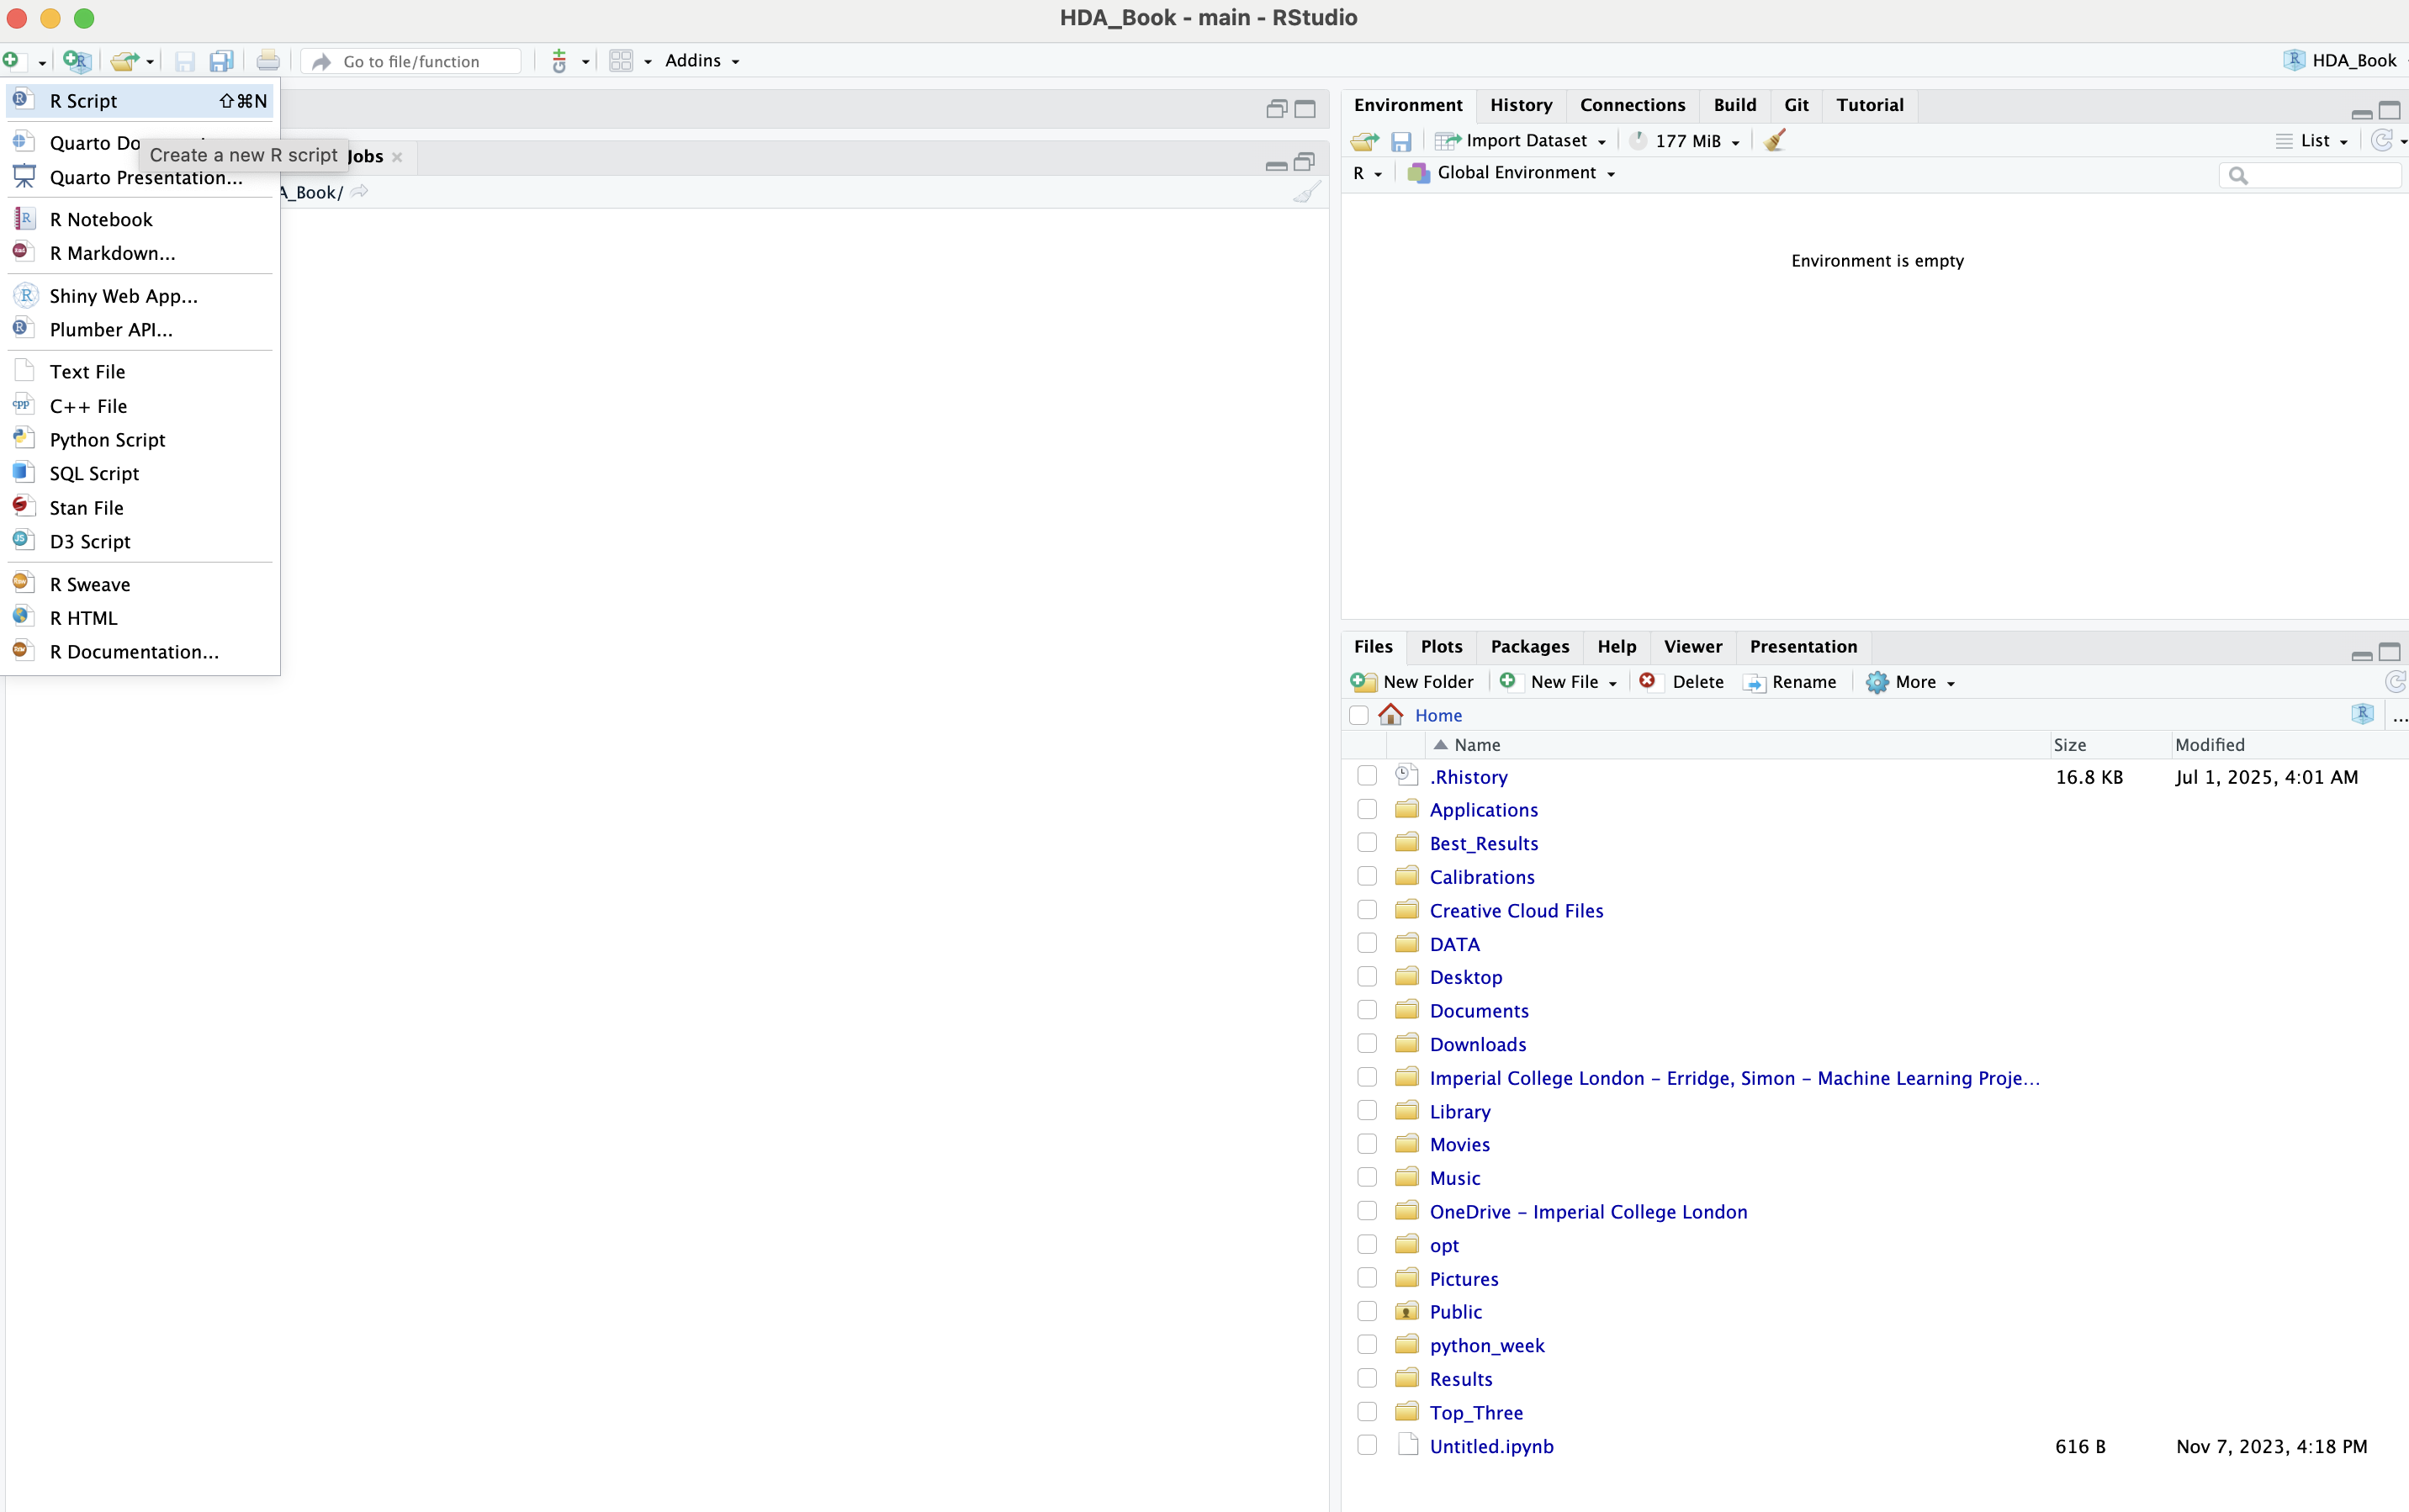 HDA_Book - main - RStudio
Go to file/function
Addins
HDA_Book
R Script ⇧⌘N
Quarto Do
Create a new R script
Jobs
Quarto Presentation...
A_Book/
R Notebook
R Markdown...
Shiny Web App...
Plumber API...
Text File
C++ File
Python Script
SQL Script
Stan File
D3 Script
R Sweave
R HTML
R Documentation...
Environment History Connections Build Git Tutorial
Import Dataset 177 MiB List
R Global Environment
Environment is empty
Files Plots Packages Help Viewer Presentation
New Folder New File Delete Rename More
Home ...
Name Size Modified
.Rhistory 16.8 KB Jul 1, 2025, 4:01 AM
Applications
Best_Results
Calibrations
Creative Cloud Files
DATA
Desktop
Documents
Downloads
Imperial College London – Erridge, Simon – Machine Learning Proje...
Library
Movies
Music
OneDrive – Imperial College London
opt
Pictures
Public
python_week
Results
Top_Three
Untitled.ipynb 616 B Nov 7, 2023, 4:18 PM